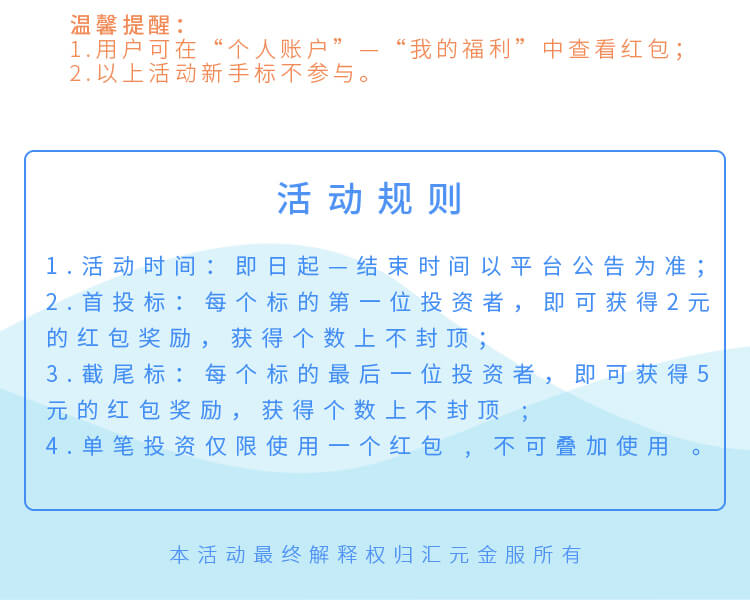 温馨提醒：
1.用户可在“个人账户”—“我的福利”中查看红包；
2.以上活动新手标不参与。
活动规则
1.活动时间：即日起—结束时间以平台公告为准；
2.首投标：每个标的第一位投资者，即可获得2元
的红包奖励，获得个数上不封顶；
3.截尾标：每个标的最后一位投资者，即可获得5
元的红包奖励，获得个数上不封顶；
4.单笔投资仅限使用一个红包，不可叠加使用。
本活动最终解释权归汇元金服所有